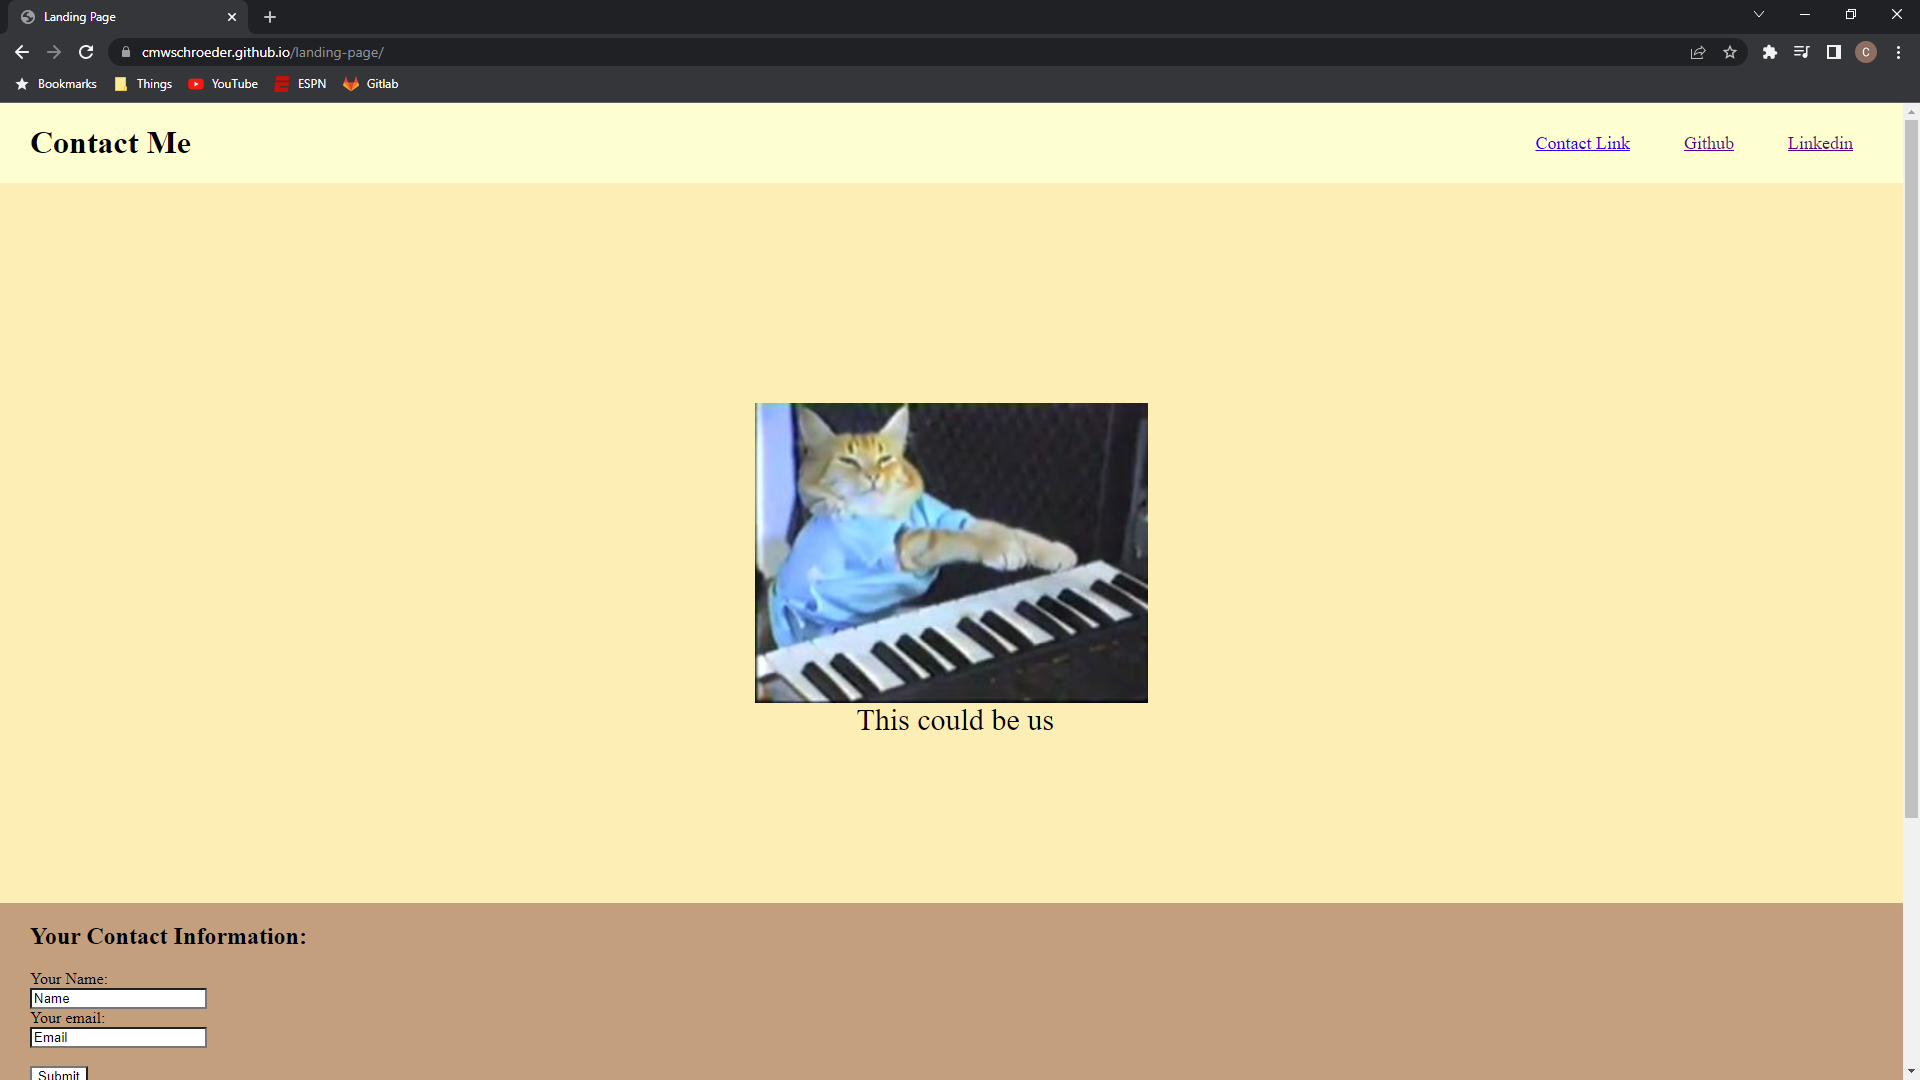 Landing Page
cmwschroeder.github.io/landing-page/
C
Bookmarks Things YouTube ESPN Gitlab
Contact Me Contact Link Github Linkedin
This could be us
Your Contact Information:
Your Name:
Name
Your email:
Email
Submit